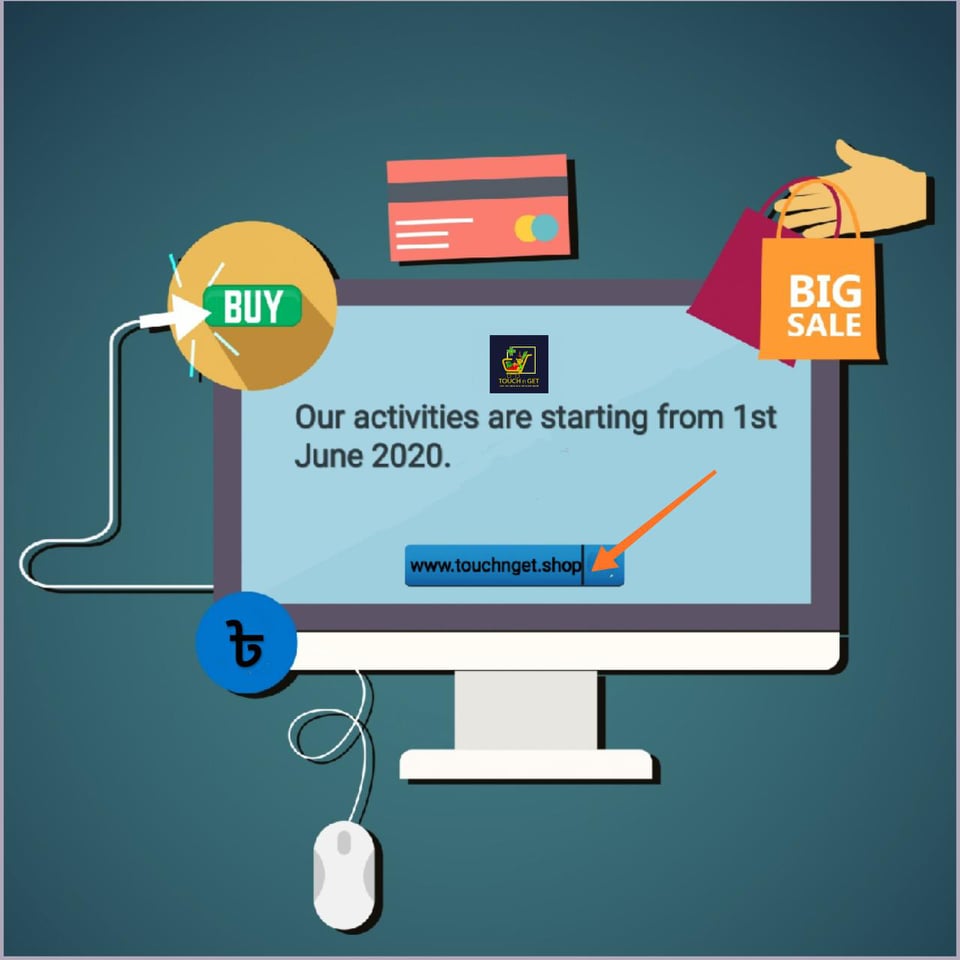 BUY
BIG
SALE
TOUCH n GET
Our activities are starting from 1st
June 2020.
www.touchnget.shop
৳